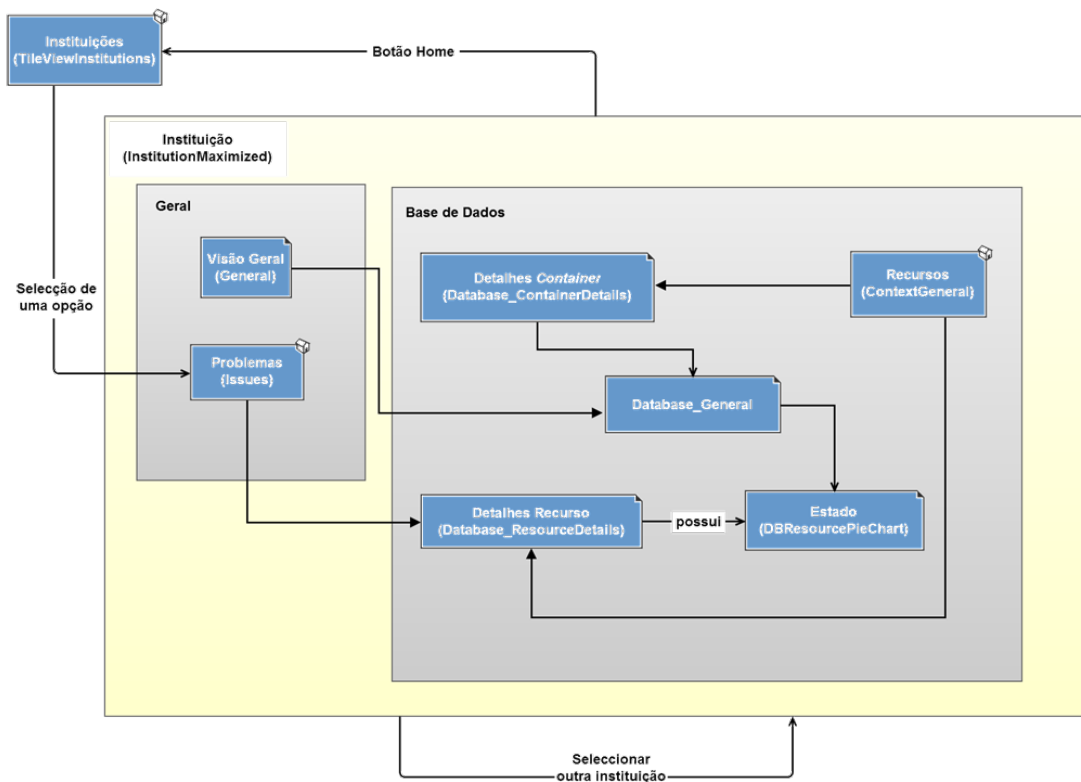 Instituições
{TileViewInstitutions}
Botão Home
Instituição
(InstitutionMaximized)
Geral
Base de Dados
Visão Geral
{General}
Detalhes Container
{Database_ContainerDetails}
Recursos
{ContextGeneral}
Selecção de
uma opção
Problemas
{Issues}
Database_General
Detalhes Recurso
{Database_ResourceDetails}
possui
Estado
{DBResourcePieChart}
Seleccionar
outra instituição